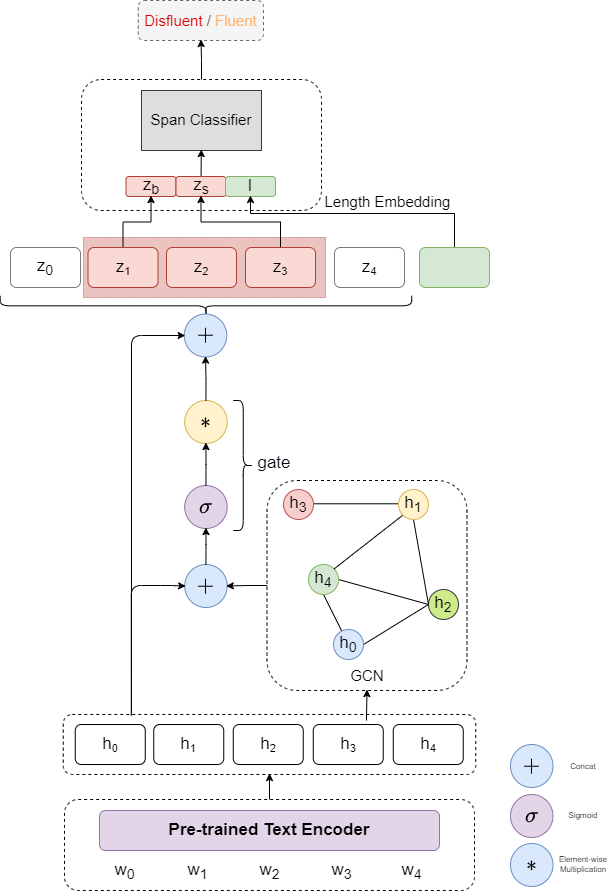 Disfluent / Fluent
Span Classifier
z_b z_s l
Length Embedding
z_0 z_1 z_2 z_3 z_4
+
*
gate
σ
+
h_3 h_1
h_4
h_2
h_0
GCN
h_0 h_1 h_2 h_3 h_4
Pre-trained Text Encoder
w_0 w_1 w_2 w_3 w_4
+ Concat
σ Sigmoid
* Element-wise
Multiplication